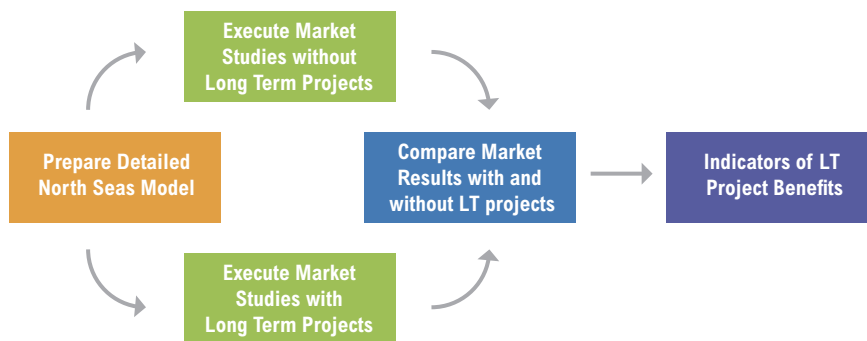 Execute Market
Studies without
Long Term Projects
Prepare Detailed
North Seas Model
Compare Market
Results with and
without LT projects
Indicators of LT
Project Benefits
Execute Market
Studies with
Long Term Projects